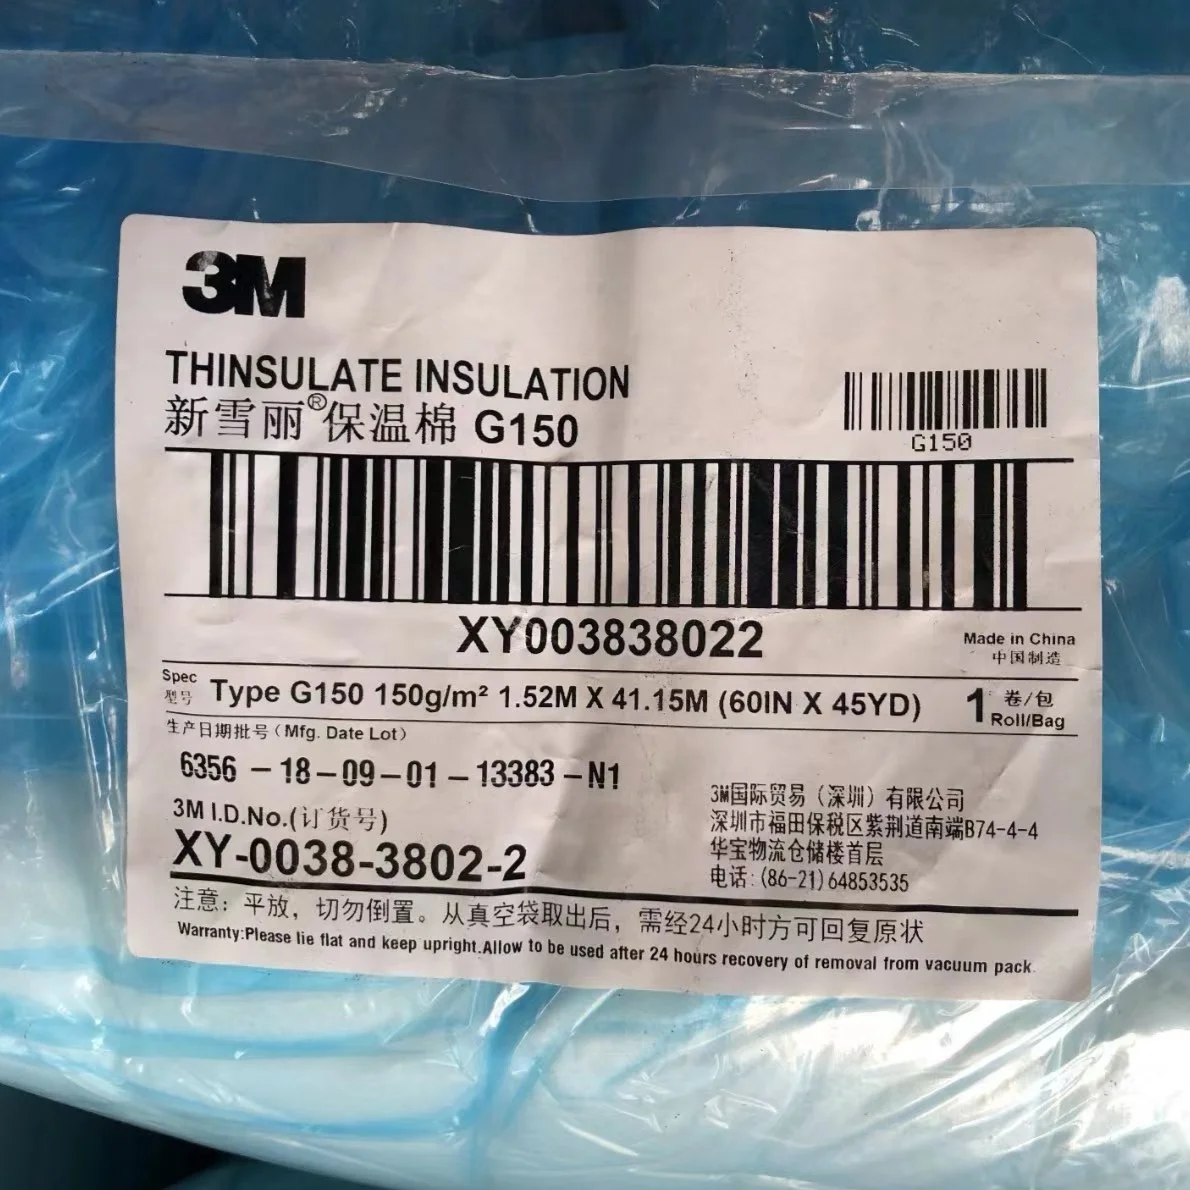 3M
THINSULATE INSULATION
新雪丽®保温棉 G150
G150
XY003838022
Made in China
中国制造
Spec
型号
Type G150 150g/m² 1.52M X 41.15M (60IN X 45YD)
1 卷/包
Roll/Bag
生产日期批号（Mfg. Date Lot）
6356－18－09－01－13383－N1
3M I.D.No.(订货号)
XY-0038-3802-2
3M国际贸易（深圳）有限公司
深圳市福田保税区紫荆道南端B74-4-4
华宝物流仓储楼首层
电话:(86-21)64853535
注意：平放，切勿倒置。从真空袋取出后，需经24小时方可回复原状
Warranty:Please lie flat and keep upright.Allow to be used after 24 hours recovery of removal from vacuum pack.